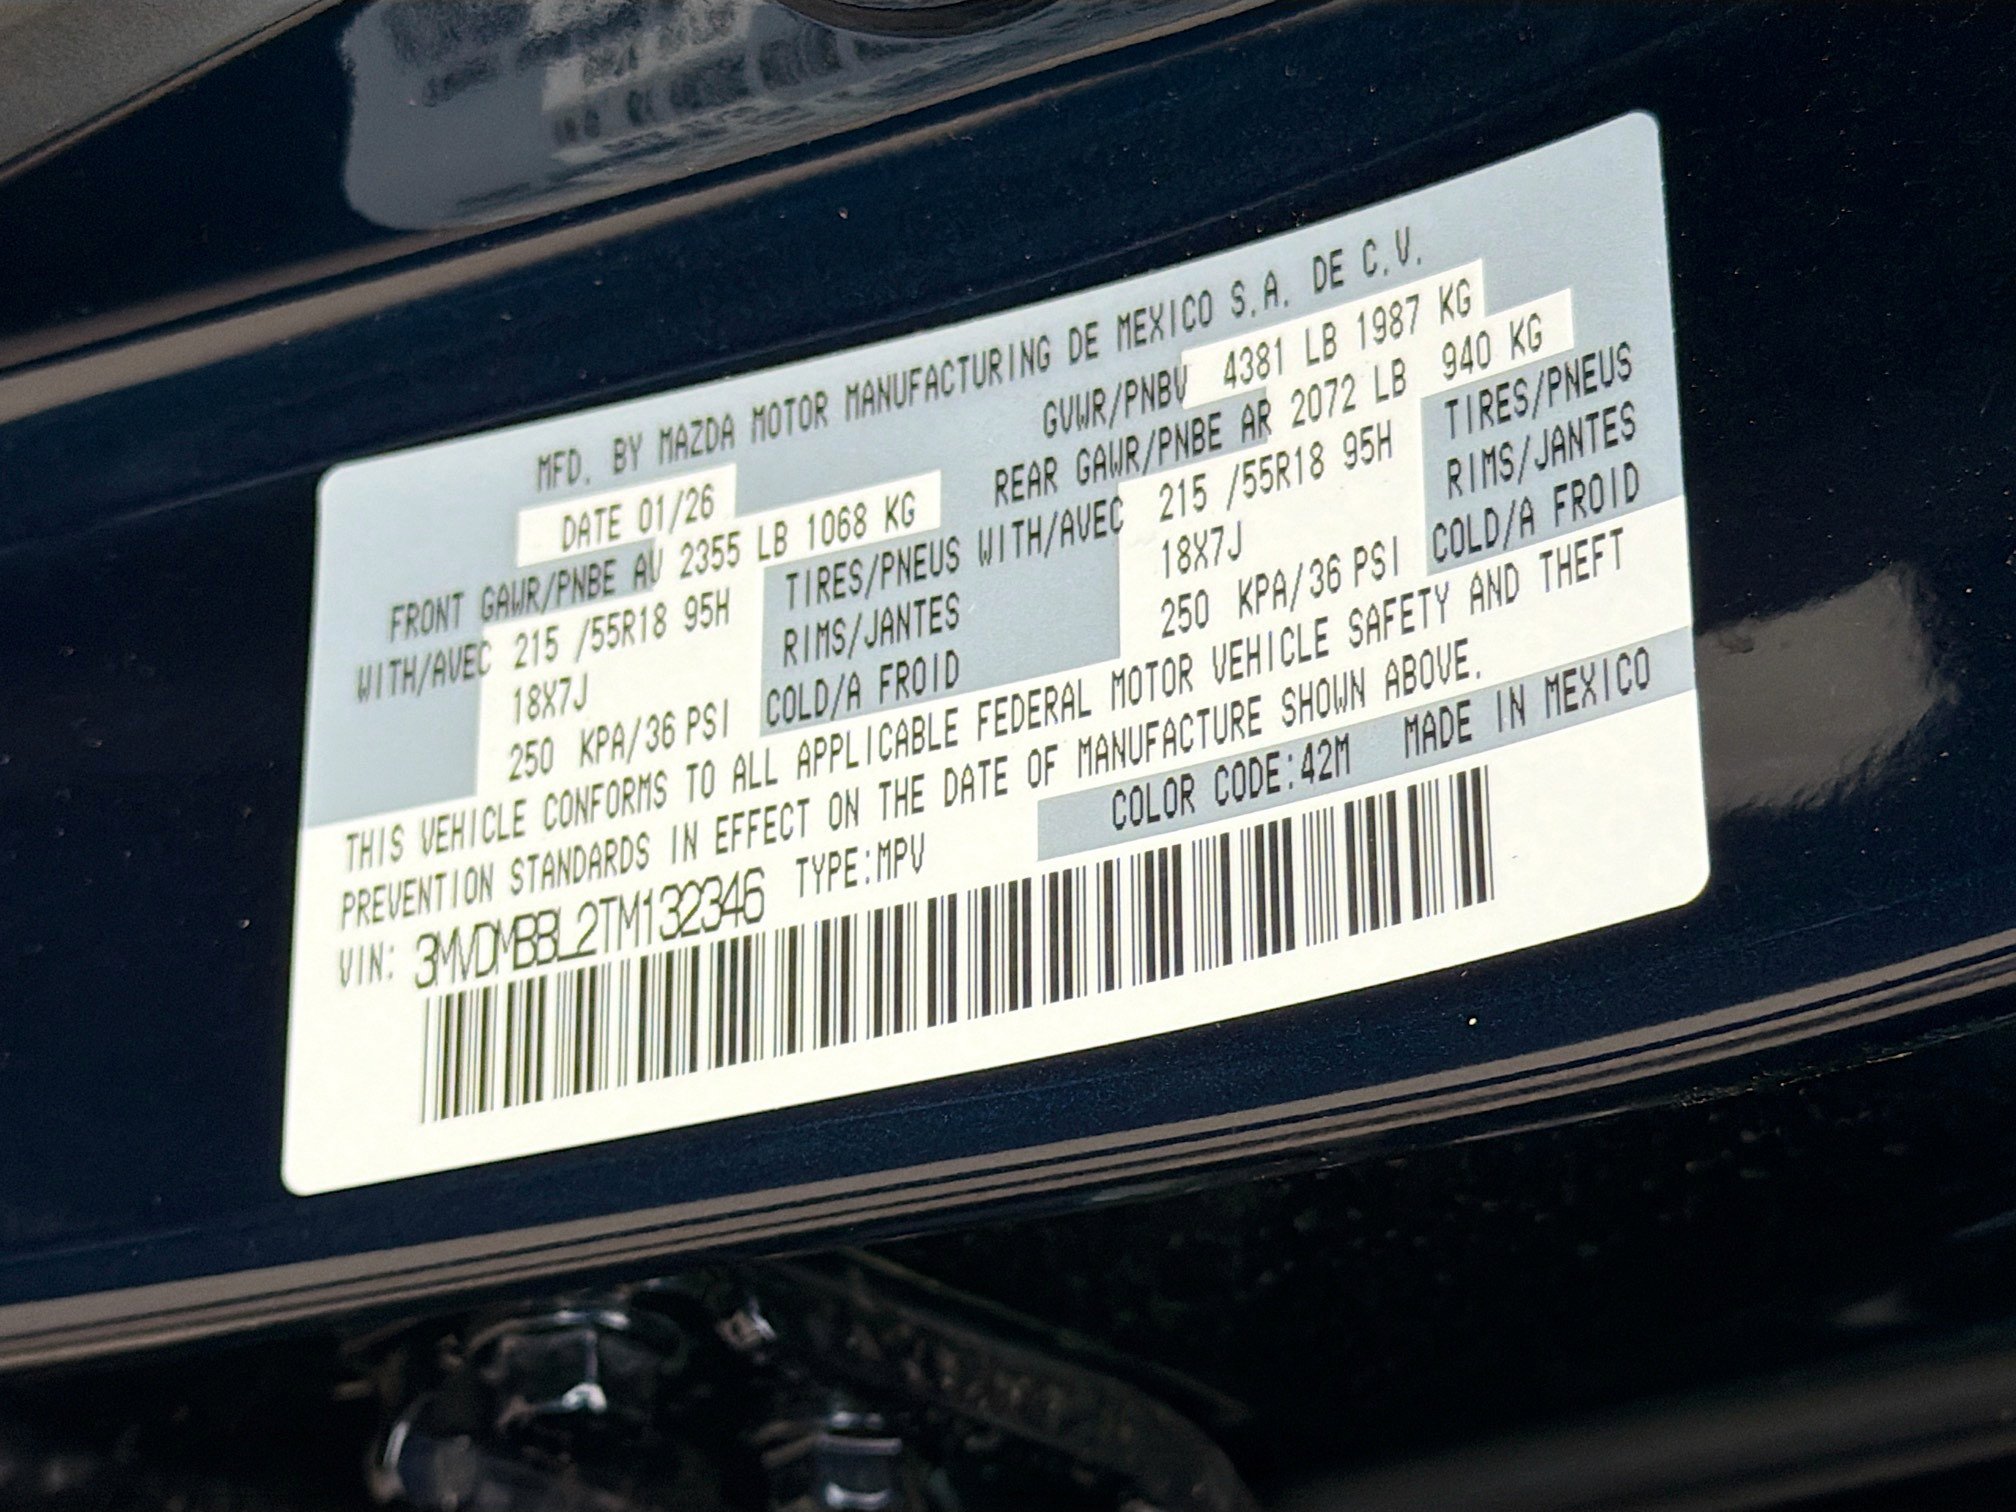 MFD. BY MAZDA MOTOR MANUFACTURING DE MEXICO S.A. DE C.V.
DATE 01/26 GVWR/PNBV 4381 LB 1987 KG
FRONT GAWR/PNBE AV 2355 LB 1068 KG REAR GAWR/PNBE AR 2072 LB 940 KG
WITH/AVEC 215 /55R18 95H TIRES/PNEUS WITH/AVEC 215 /55R18 95H TIRES/PNEUS
18X7J RIMS/JANTES 18X7J RIMS/JANTES
250 KPA/36 PSI COLD/A FROID 250 KPA/36 PSI COLD/A FROID
THIS VEHICLE CONFORMS TO ALL APPLICABLE FEDERAL MOTOR VEHICLE SAFETY AND THEFT
PREVENTION STANDARDS IN EFFECT ON THE DATE OF MANUFACTURE SHOWN ABOVE.
VIN: 3MVDMBBL2TM132346 TYPE:MPV COLOR CODE:42M MADE IN MEXICO